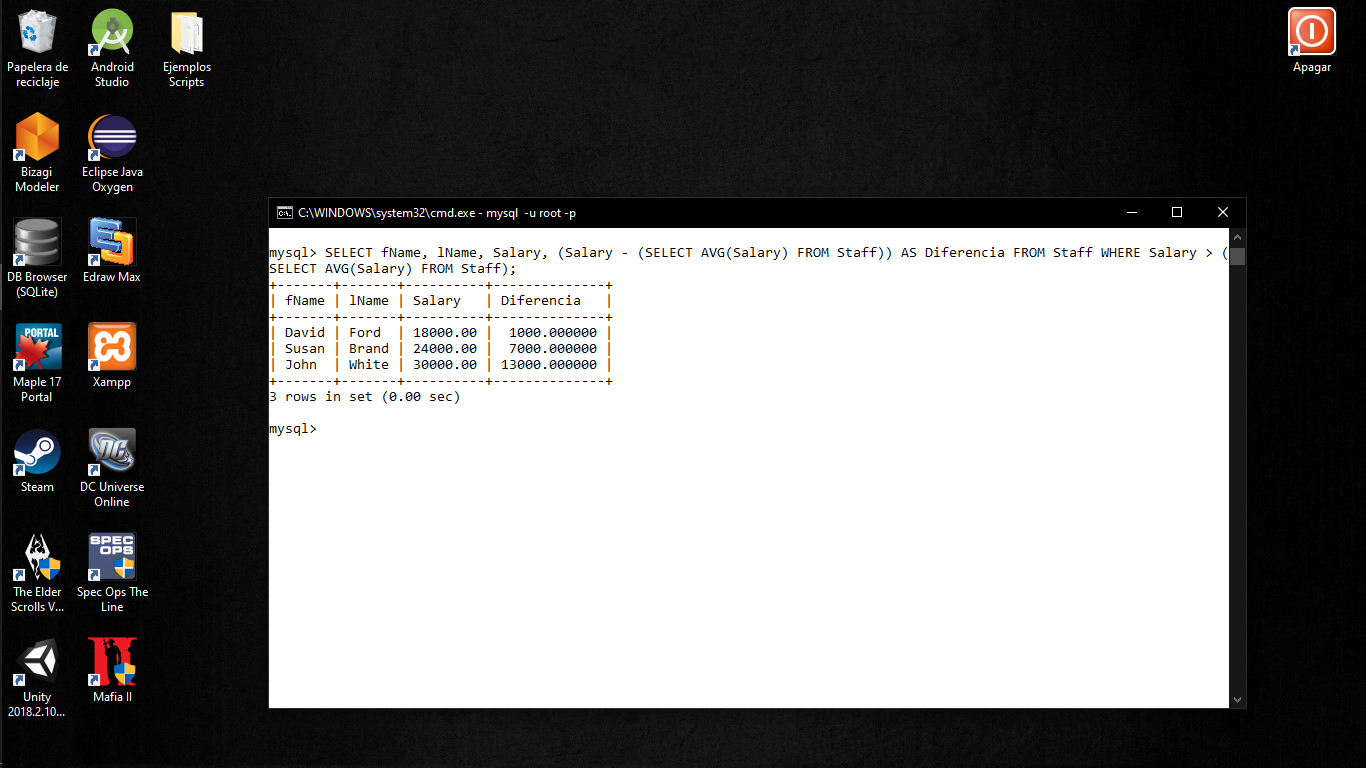 Papelera de
reciclaje
Android
Studio
Ejemplos
Scripts
Apagar
Bizagi
Modeler
Eclipse Java
Oxygen
DB Browser
(SQLite)
Edraw Max
PORTAL
Maple 17
Portal
Xampp
Steam
DC
DC Universe
Online
The Elder
Scrolls V...
SPEC
OPS
Spec Ops The
Line
Unity
2018.2.10...
II
Mafia II
C:\. C:\WINDOWS\system32\cmd.exe - mysql  -u root -p
mysql> SELECT fName, lName, Salary, (Salary - (SELECT AVG(Salary) FROM Staff)) AS Diferencia FROM Staff WHERE Salary > (
SELECT AVG(Salary) FROM Staff);
+-------+-------+----------+--------------+
| fName | lName | Salary   | Diferencia   |
+-------+-------+----------+--------------+
| David | Ford  | 18000.00 |  1000.000000 |
| Susan | Brand | 24000.00 |  7000.000000 |
| John  | White | 30000.00 | 13000.000000 |
+-------+-------+----------+--------------+
3 rows in set (0.00 sec)
mysql>